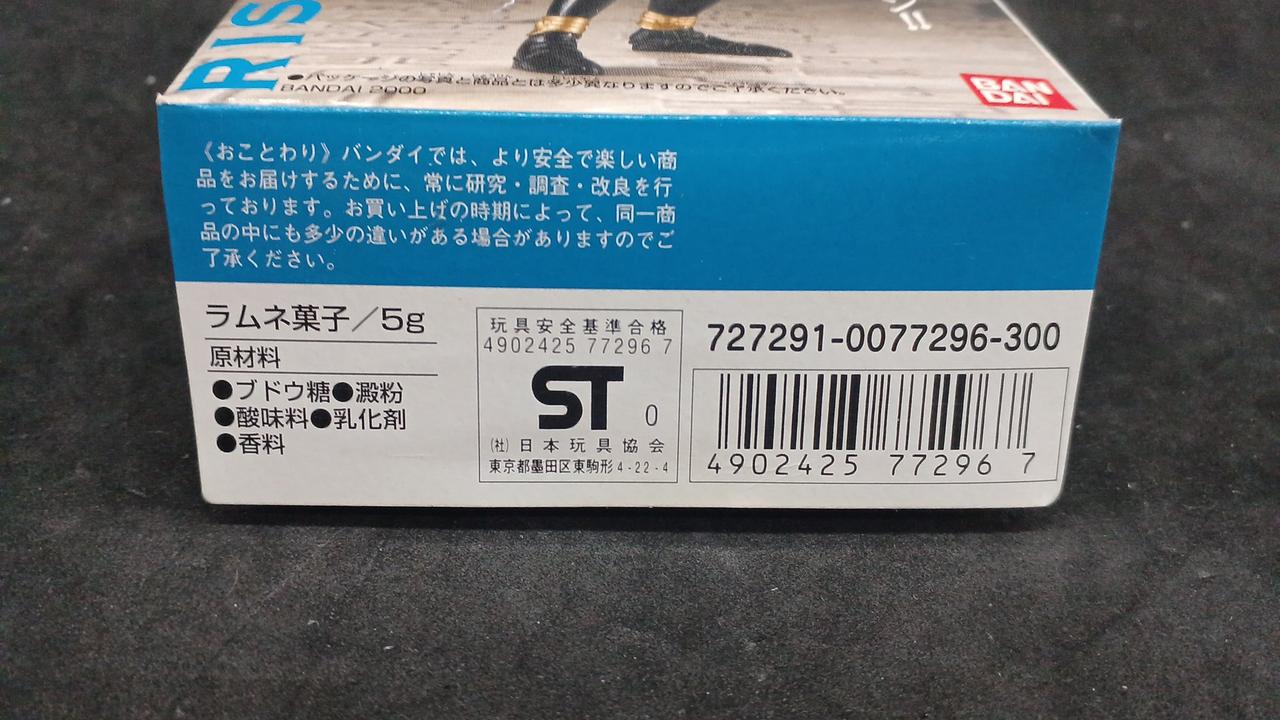 RIS
●パッケージの写真と商品とは多少異なりますのでご了承ください。
BANDAI 2000
BAN
DAI
《おことわり》バンダイでは、より安全で楽しい商
品をお届けするために、常に研究・調査・改良を行
っております。お買い上げの時期によって、同一商
品の中にも多少の違いがある場合がありますのでご
了承ください。
ラムネ菓子／5g
原材料
●ブドウ糖●澱粉
●酸味料●乳化剤
●香料
玩具安全基準合格
4902425 77296 7
ST 0
㈳日本玩具協会
東京都墨田区東駒形4-22-4
727291-0077296-300
4902425 77296 7